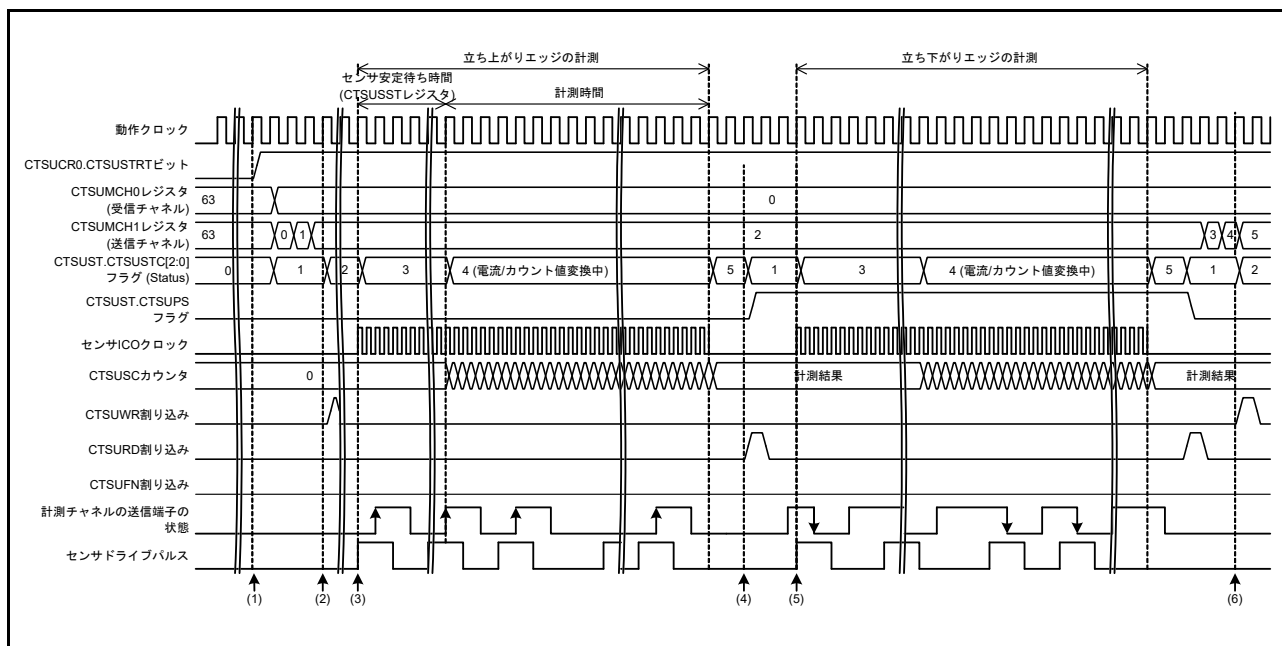 立ち上がりエッジの計測
立ち下がりエッジの計測
センサ安定待ち時間
(CTSUSSTレジスタ)
計測時間
動作クロック
CTSUCR0.CTSUSTRTビット
CTSUMCH0レジスタ
(受信チャネル)
63
0
CTSUMCH1レジスタ
(送信チャネル)
63
0
1
2
3
4
5
CTSUST.CTSUSTC[2:0]
フラグ (Status)
0
1
2
3
4 (電流/カウント値変換中)
5
1
3
4 (電流/カウント値変換中)
5
1
2
CTSUST.CTSUPS
フラグ
センサICOクロック
CTSUSCカウンタ
0
計測結果
計測結果
CTSUWR割り込み
CTSURD割り込み
CTSUFN割り込み
計測チャネルの送信端子の
状態
センサドライブパルス
(1)
(2)
(3)
(4)
(5)
(6)